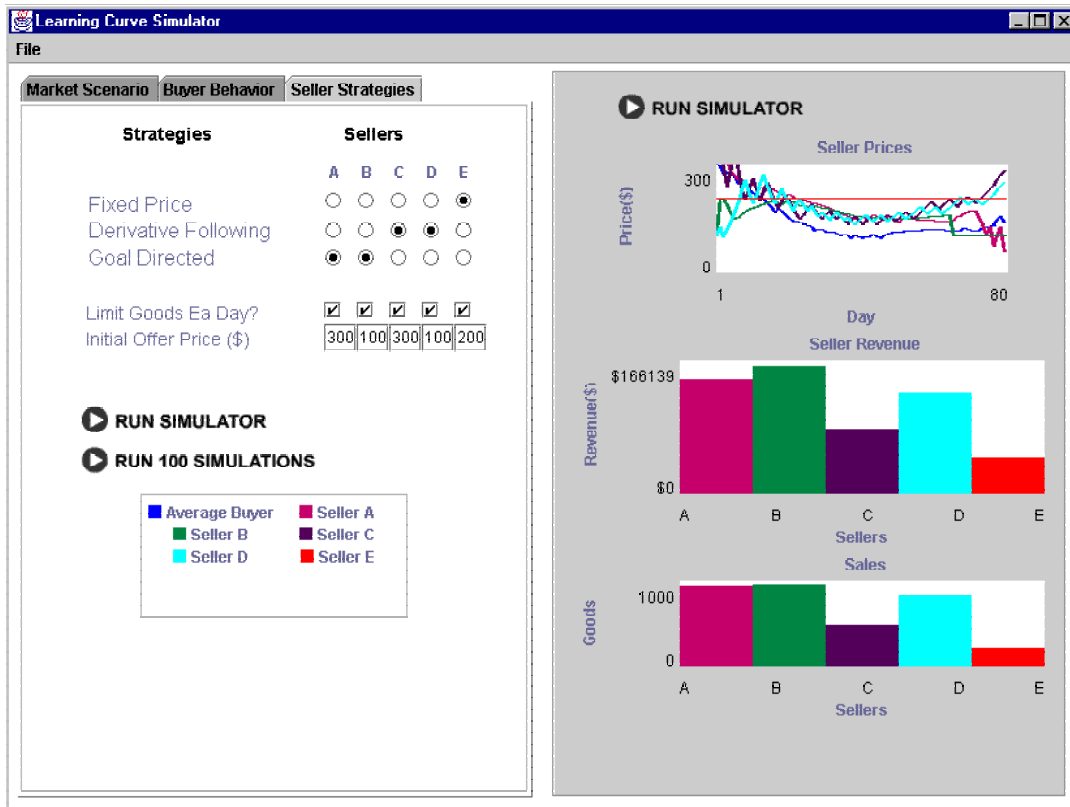 Learning Curve Simulator
File
Market Scenario Buyer Behavior Seller Strategies
Strategies Sellers
A B C D E
Fixed Price
Derivative Following
Goal Directed
Limit Goods Ea Day?
Initial Offer Price ($) 300 100 300 100 200
RUN SIMULATOR
RUN 100 SIMULATIONS
Average Buyer Seller A
Seller B Seller C
Seller D Seller E
RUN SIMULATOR
Seller Prices
Price($)
300
0
1 80
Day
Seller Revenue
Revenue($)
$166139
$0
A B C D E
Sellers
Sales
Goods
1000
0
A B C D E
Sellers